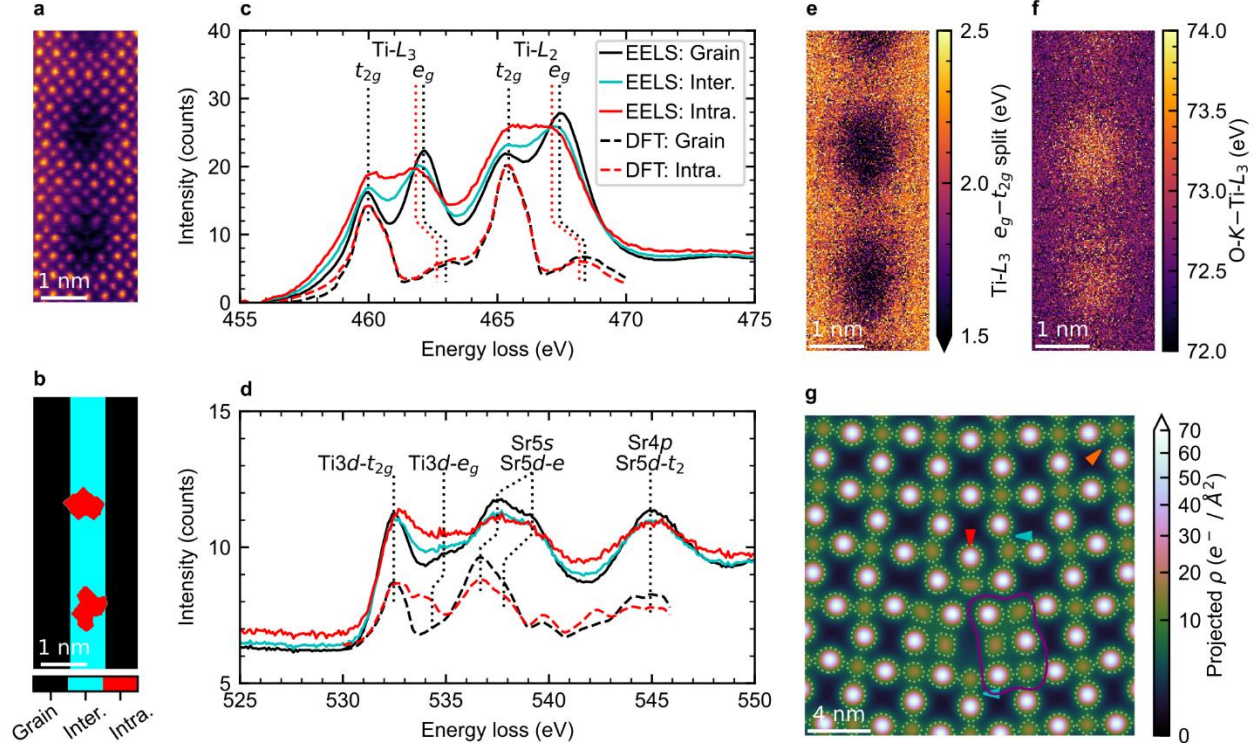 a
1 nm
b
1 nm
Grain
Inter.
Intra.
c
Intensity (counts)
40
30
20
10
0
Ti-L3
Ti-L2
t2g
eg
t2g
eg
EELS: Grain
EELS: Inter.
EELS: Intra.
DFT: Grain
DFT: Intra.
455
460
465
470
475
Energy loss (eV)
d
Intensity (counts)
15
13
11
9
7
5
Ti3d-t2g
Ti3d-eg
Sr5s
Sr5d-e
Sr4p
Sr5d-t2
525
530
535
540
545
550
Energy loss (eV)
e
1 nm
2.5
2.0
1.5
Ti-L3 eg−t2g split (eV)
f
1 nm
74.0
73.5
73.0
72.5
72.0
O-K−Ti-L3 (eV)
g
4 nm
70
60
50
40
30
20
10
0
Projected ρ (e− / Å2)